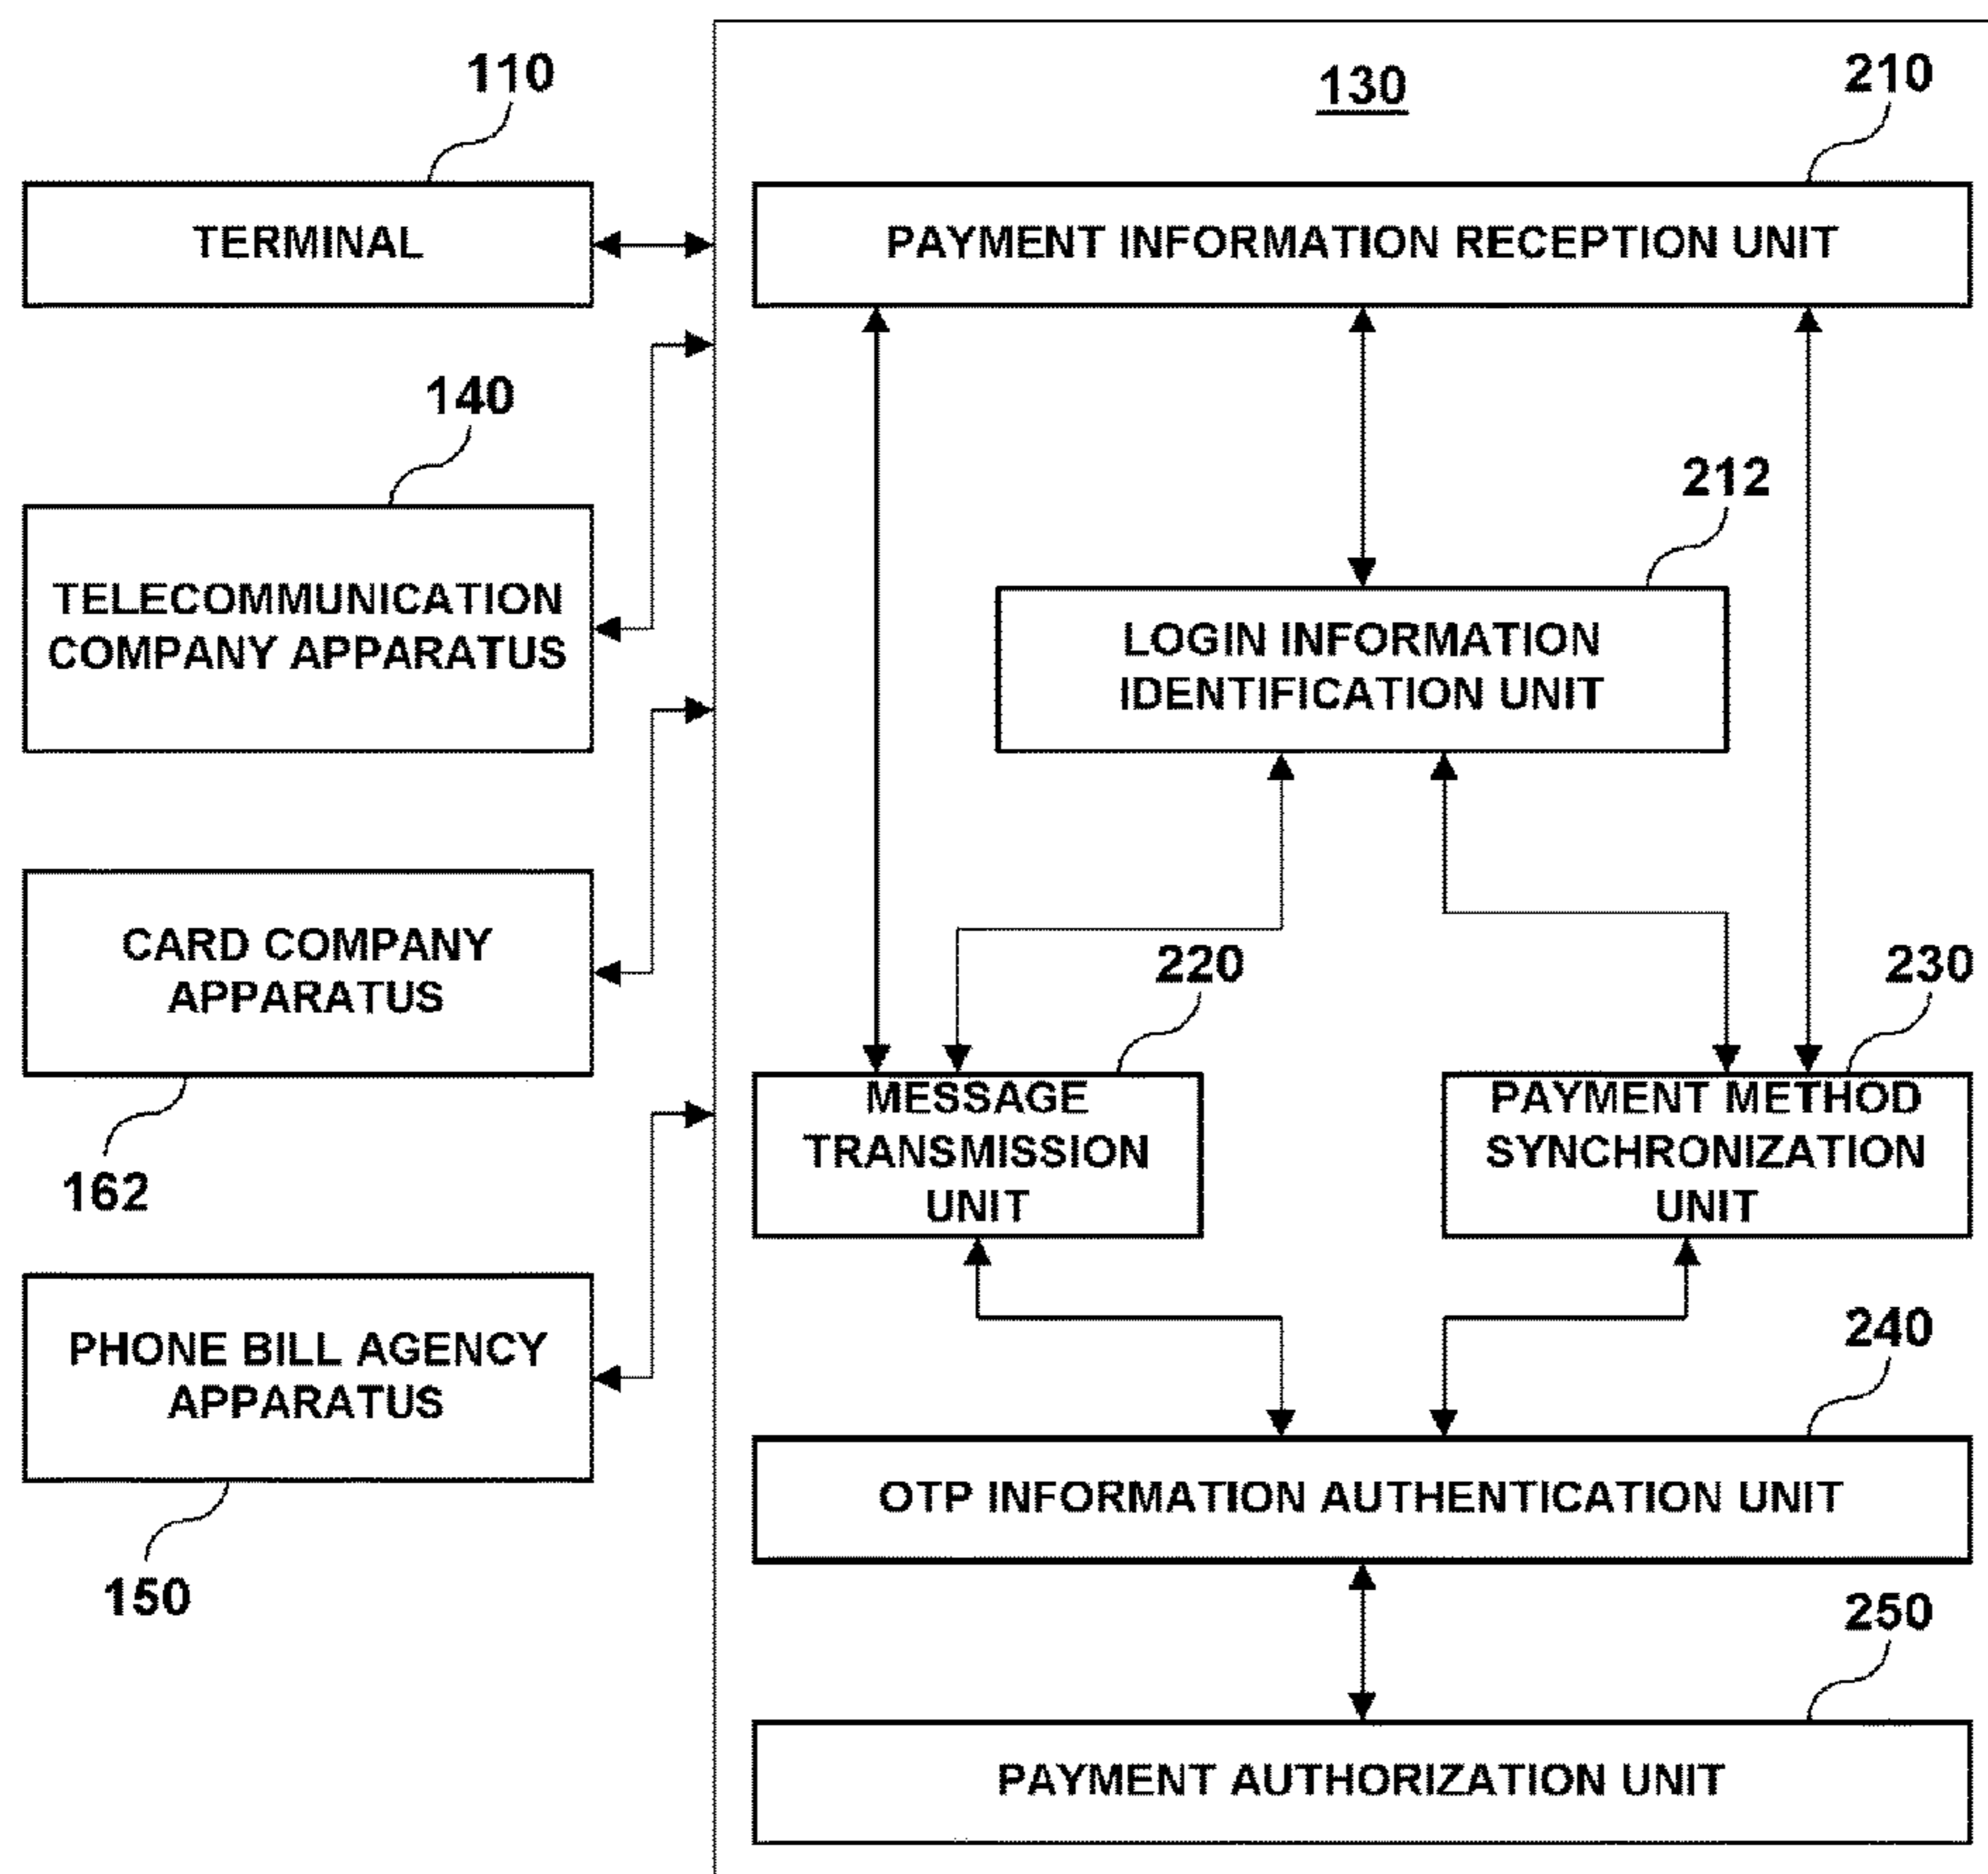 110
130
210
TERMINAL
PAYMENT INFORMATION RECEPTION UNIT
140
212
TELECOMMUNICATION
COMPANY APPARATUS
LOGIN INFORMATION
IDENTIFICATION UNIT
CARD COMPANY
APPARATUS
162
220
230
MESSAGE
TRANSMISSION
UNIT
PAYMENT METHOD
SYNCHRONIZATION
UNIT
PHONE BILL AGENCY
APPARATUS
150
240
OTP INFORMATION AUTHENTICATION UNIT
250
PAYMENT AUTHORIZATION UNIT